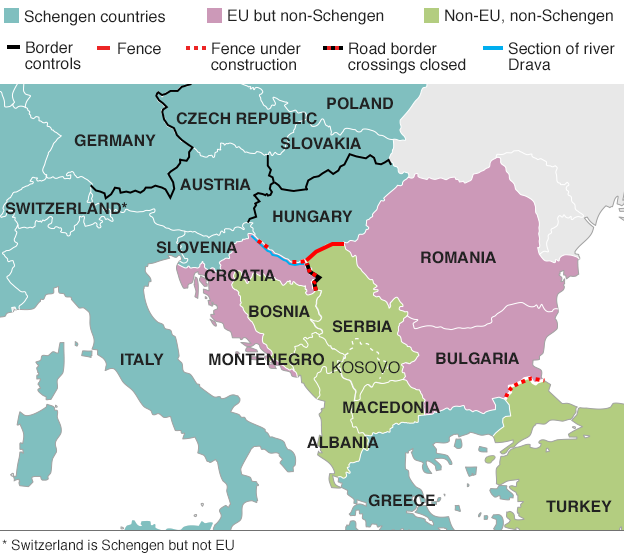 Schengen countries
EU but non-Schengen
Non-EU, non-Schengen
Border controls
Fence
Fence under construction
Road border crossings closed
Section of river Drava
POLAND
CZECH REPUBLIC
GERMANY
SLOVAKIA
AUSTRIA
SWITZERLAND*
HUNGARY
SLOVENIA
ROMANIA
CROATIA
BOSNIA
SERBIA
ITALY
MONTENEGRO
KOSOVO
BULGARIA
MACEDONIA
ALBANIA
GREECE
TURKEY
* Switzerland is Schengen but not EU